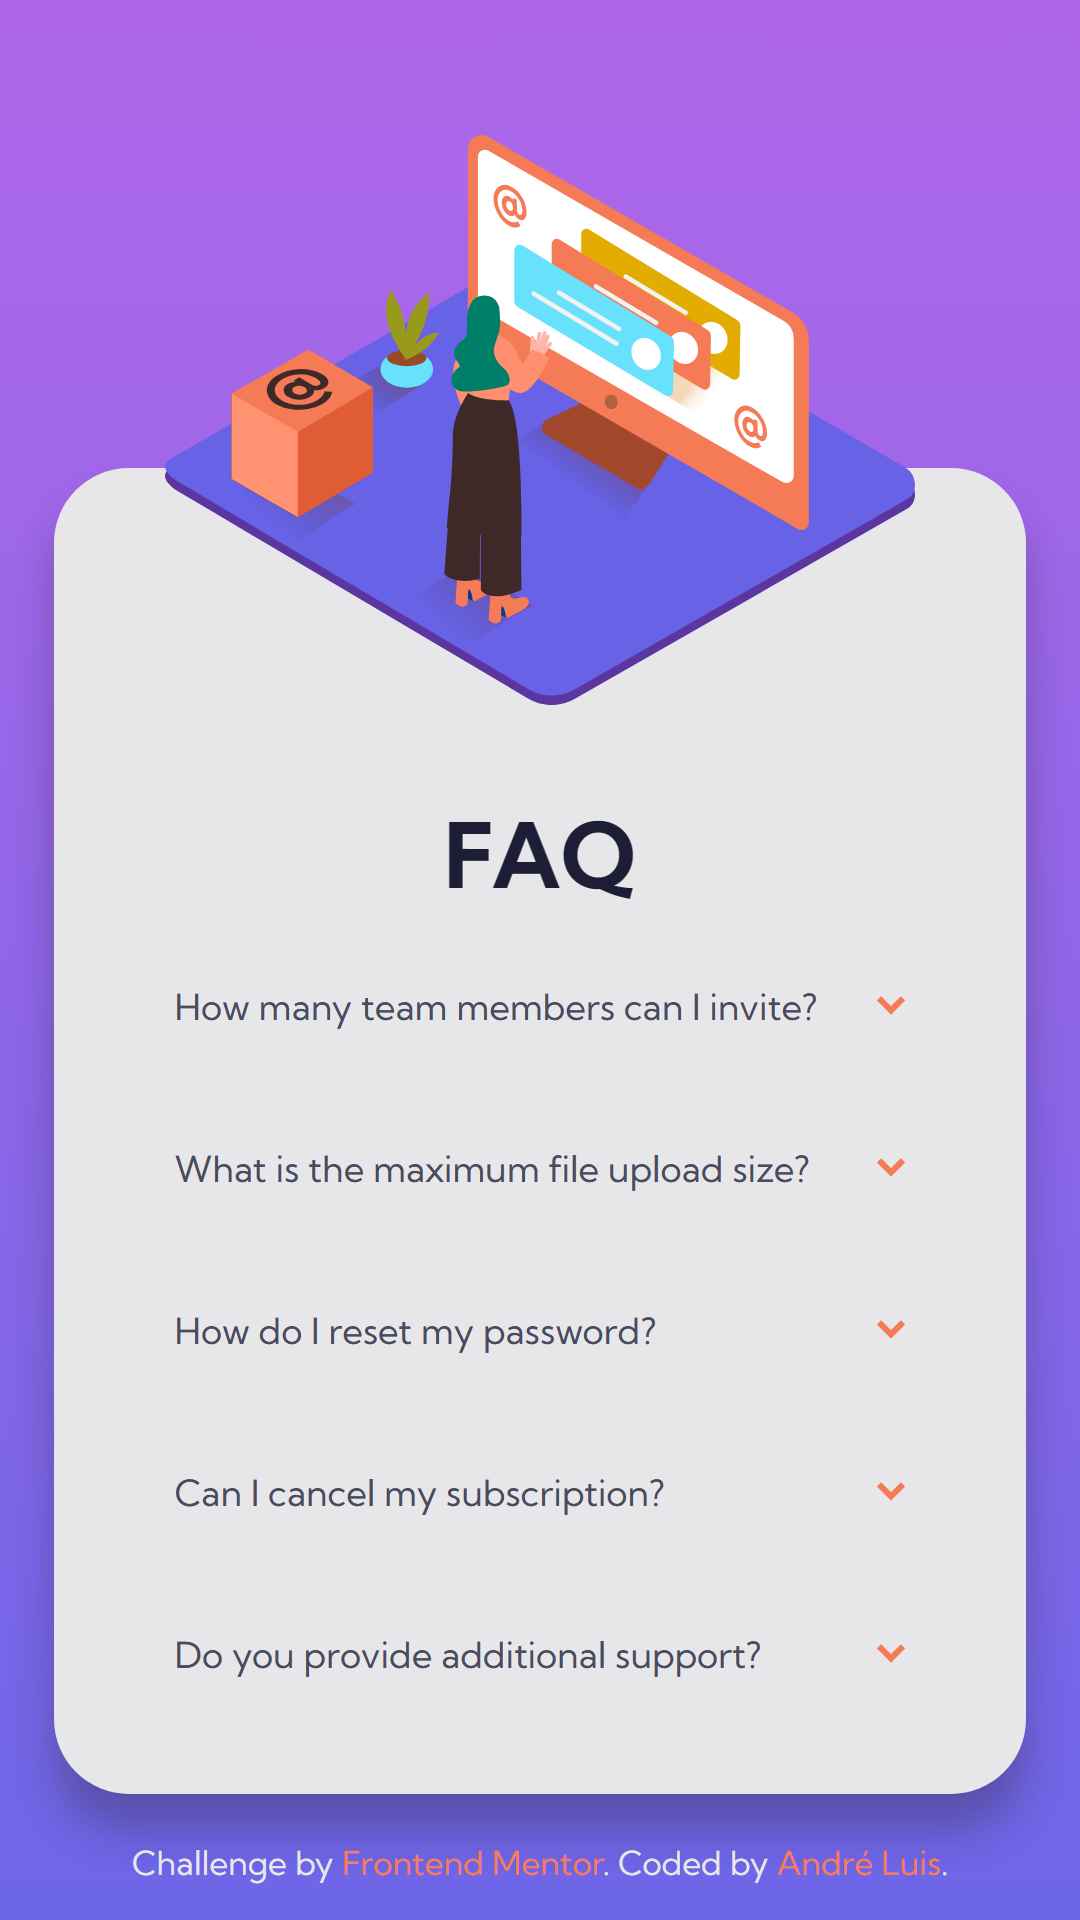 @
@
@
FAQ
How many team members can I invite?
What is the maximum file upload size?
How do I reset my password?
Can I cancel my subscription?
Do you provide additional support?
Challenge by Frontend Mentor. Coded by André Luis.